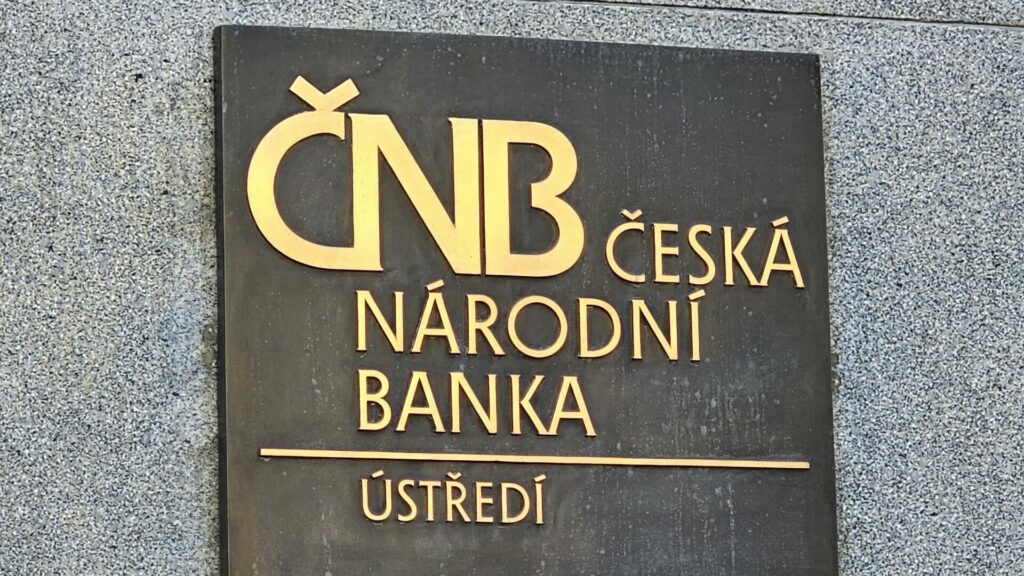 ČNB ČESKÁ
NÁRODNÍ
BANKA
ÚSTŘEDÍ